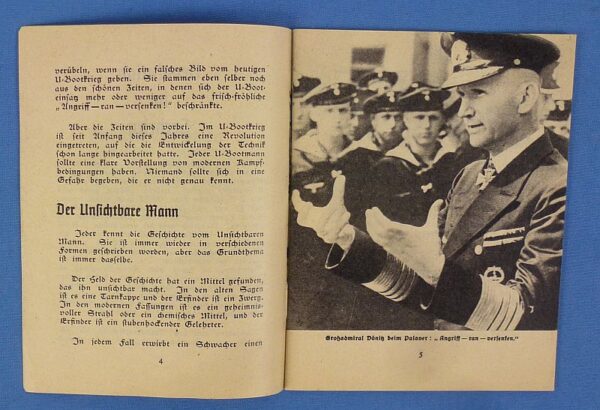 verübeln, wenn sie ein falsches Bild vom heutigen
U-Bootkrieg geben. Sie stammen eben selber noch
aus den schönen Zeiten, in denen sich der U-Boot-
einsatz mehr oder weniger auf das frisch-fröhliche
„Angriff — ran — versenken!" beschränkte.
Aber die Zeiten sind vorbei. Im U-Bootkrieg
ist seit Anfang dieses Jahres eine Revolution
eingetreten, auf die die Entwickelung der Technik
schon lange hingearbeitet hatte. Jeder U-Bootmann
sollte eine klare Vorstellung von modernen Kampf-
bedingungen haben. Niemand sollte sich in eine
Gefahr begeben, die er nicht genau kennt.
Der Unsichtbare Mann
Jeder kennt die Geschichte vom Unsichtbaren
Mann. Sie ist immer wieder in verschiedenen
Formen geschrieben worden, aber das Grundthema
ist immer dasselbe.
Der Held der Geschichte hat ein Mittel gefunden,
das ihn unsichtbar macht. In den alten Sagen
ist es eine Tarnkappe und der Erfinder ist ein Zwerg.
In den modernen Fassungen ist es ein geheimnis-
voller Strahl oder ein chemisches Mittel, und der
Erfinder ist ein stubenhockender Gelehrter.
In jedem Fall erwirbt ein Schwacher einen
4
Großadmiral Dönitz beim Palaver: „Angriff — ran — versenken."
5